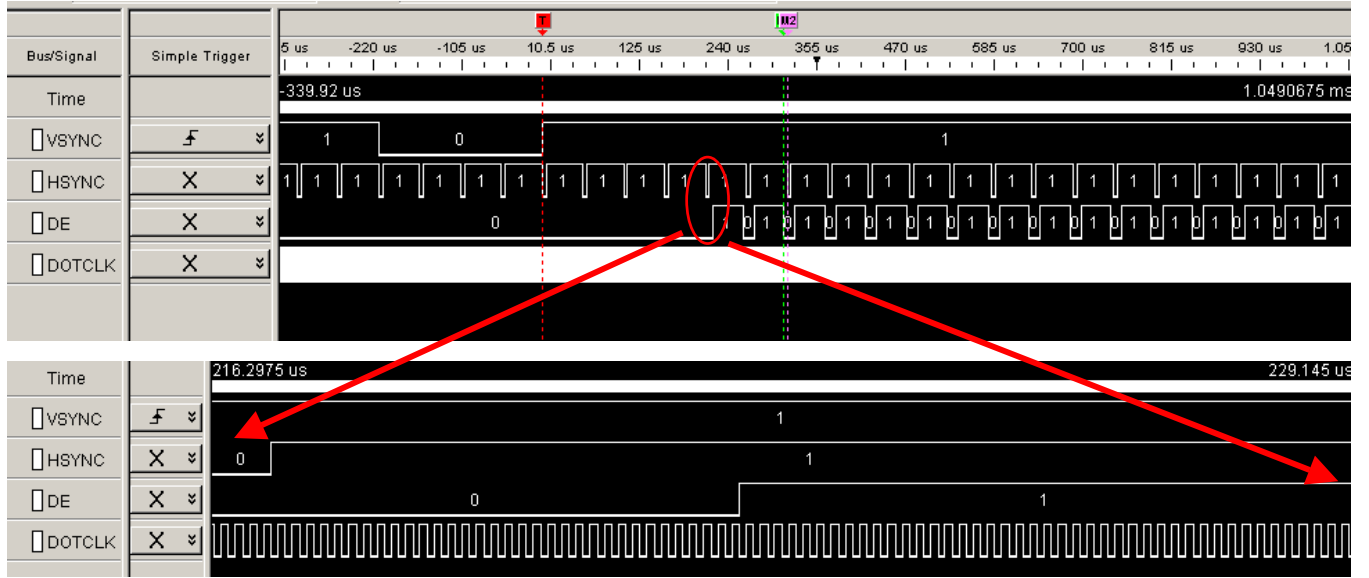 T M2
Bus/Signal Simple Trigger 5 us -220 us -105 us 10.5 us 125 us 240 us 355 us 470 us 585 us 700 us 815 us 930 us 1.05
Time -339.92 us 1.0490675 ms
VSYNC 1 0 1
HSYNC X 1 1 1 1 1 1 1 1 1 1 1 1 1 1 1 1 1 1 1 1 1 1 1 1 1 1 1
DE X 0 1 0 1 0 1 0 1 0 1 0 1 0 1 0 1 0 1 0 1 0 1 0 1 0 1 0 1 0 1 0 1
DOTCLK X
Time 216.2975 us 229.145 us
VSYNC 1
HSYNC X 0 1
DE X 0 1
DOTCLK X